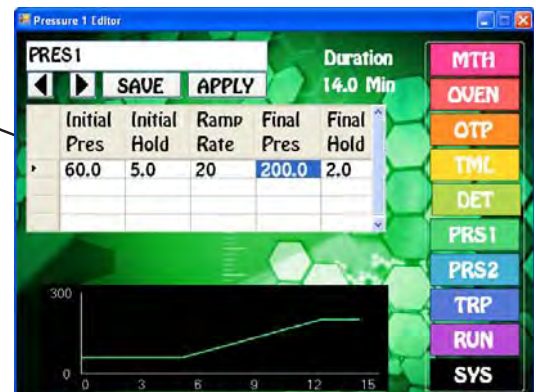 Pressure 1 Editor
PRES1
SAVE APPLY
Duration
14.0 Min
Initial Pres Initial Hold Ramp Rate Final Pres Final Hold
60.0 5.0 20 200.0 2.0
300
0
0 3 6 9 12 15
MTH
OVEN
OTP
TML
DET
PRS1
PRS2
TRP
RUN
SYS